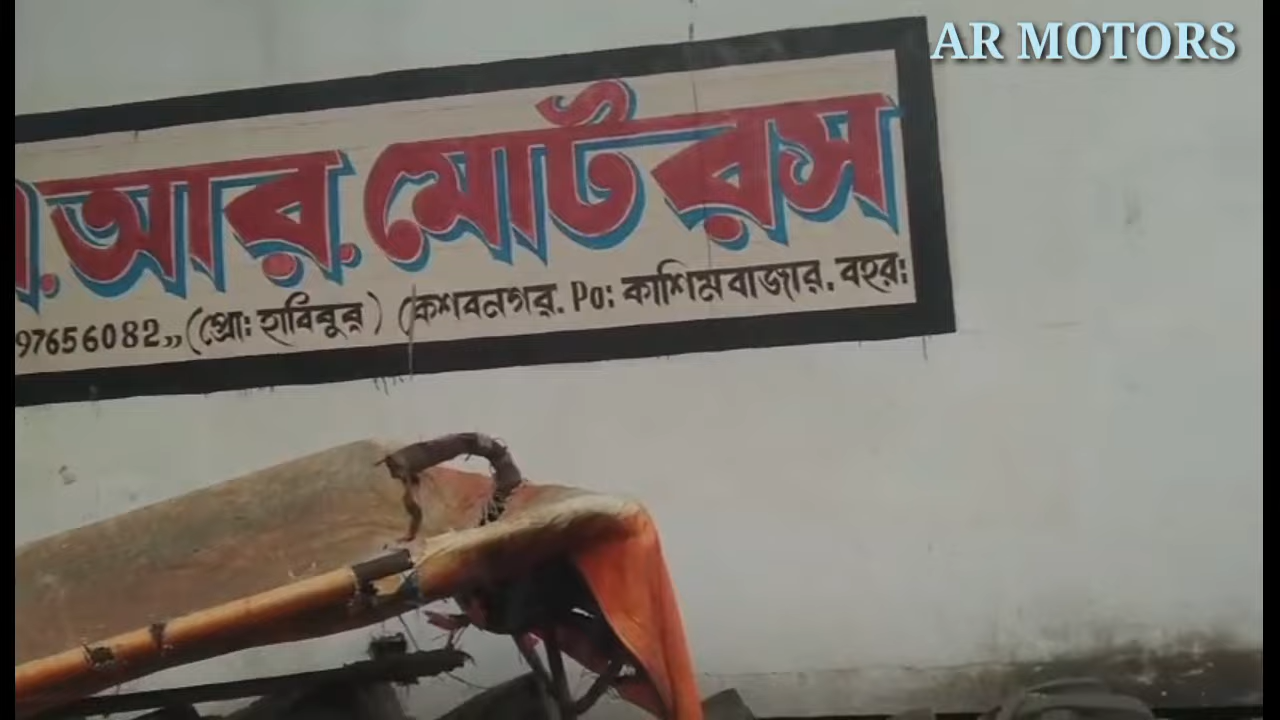 AR MOTORS
.আর. মোটরস
97656082,, (প্রো: হাবিবুর) (কেশবনগর. Po: কাশিমবাজার. বহর: